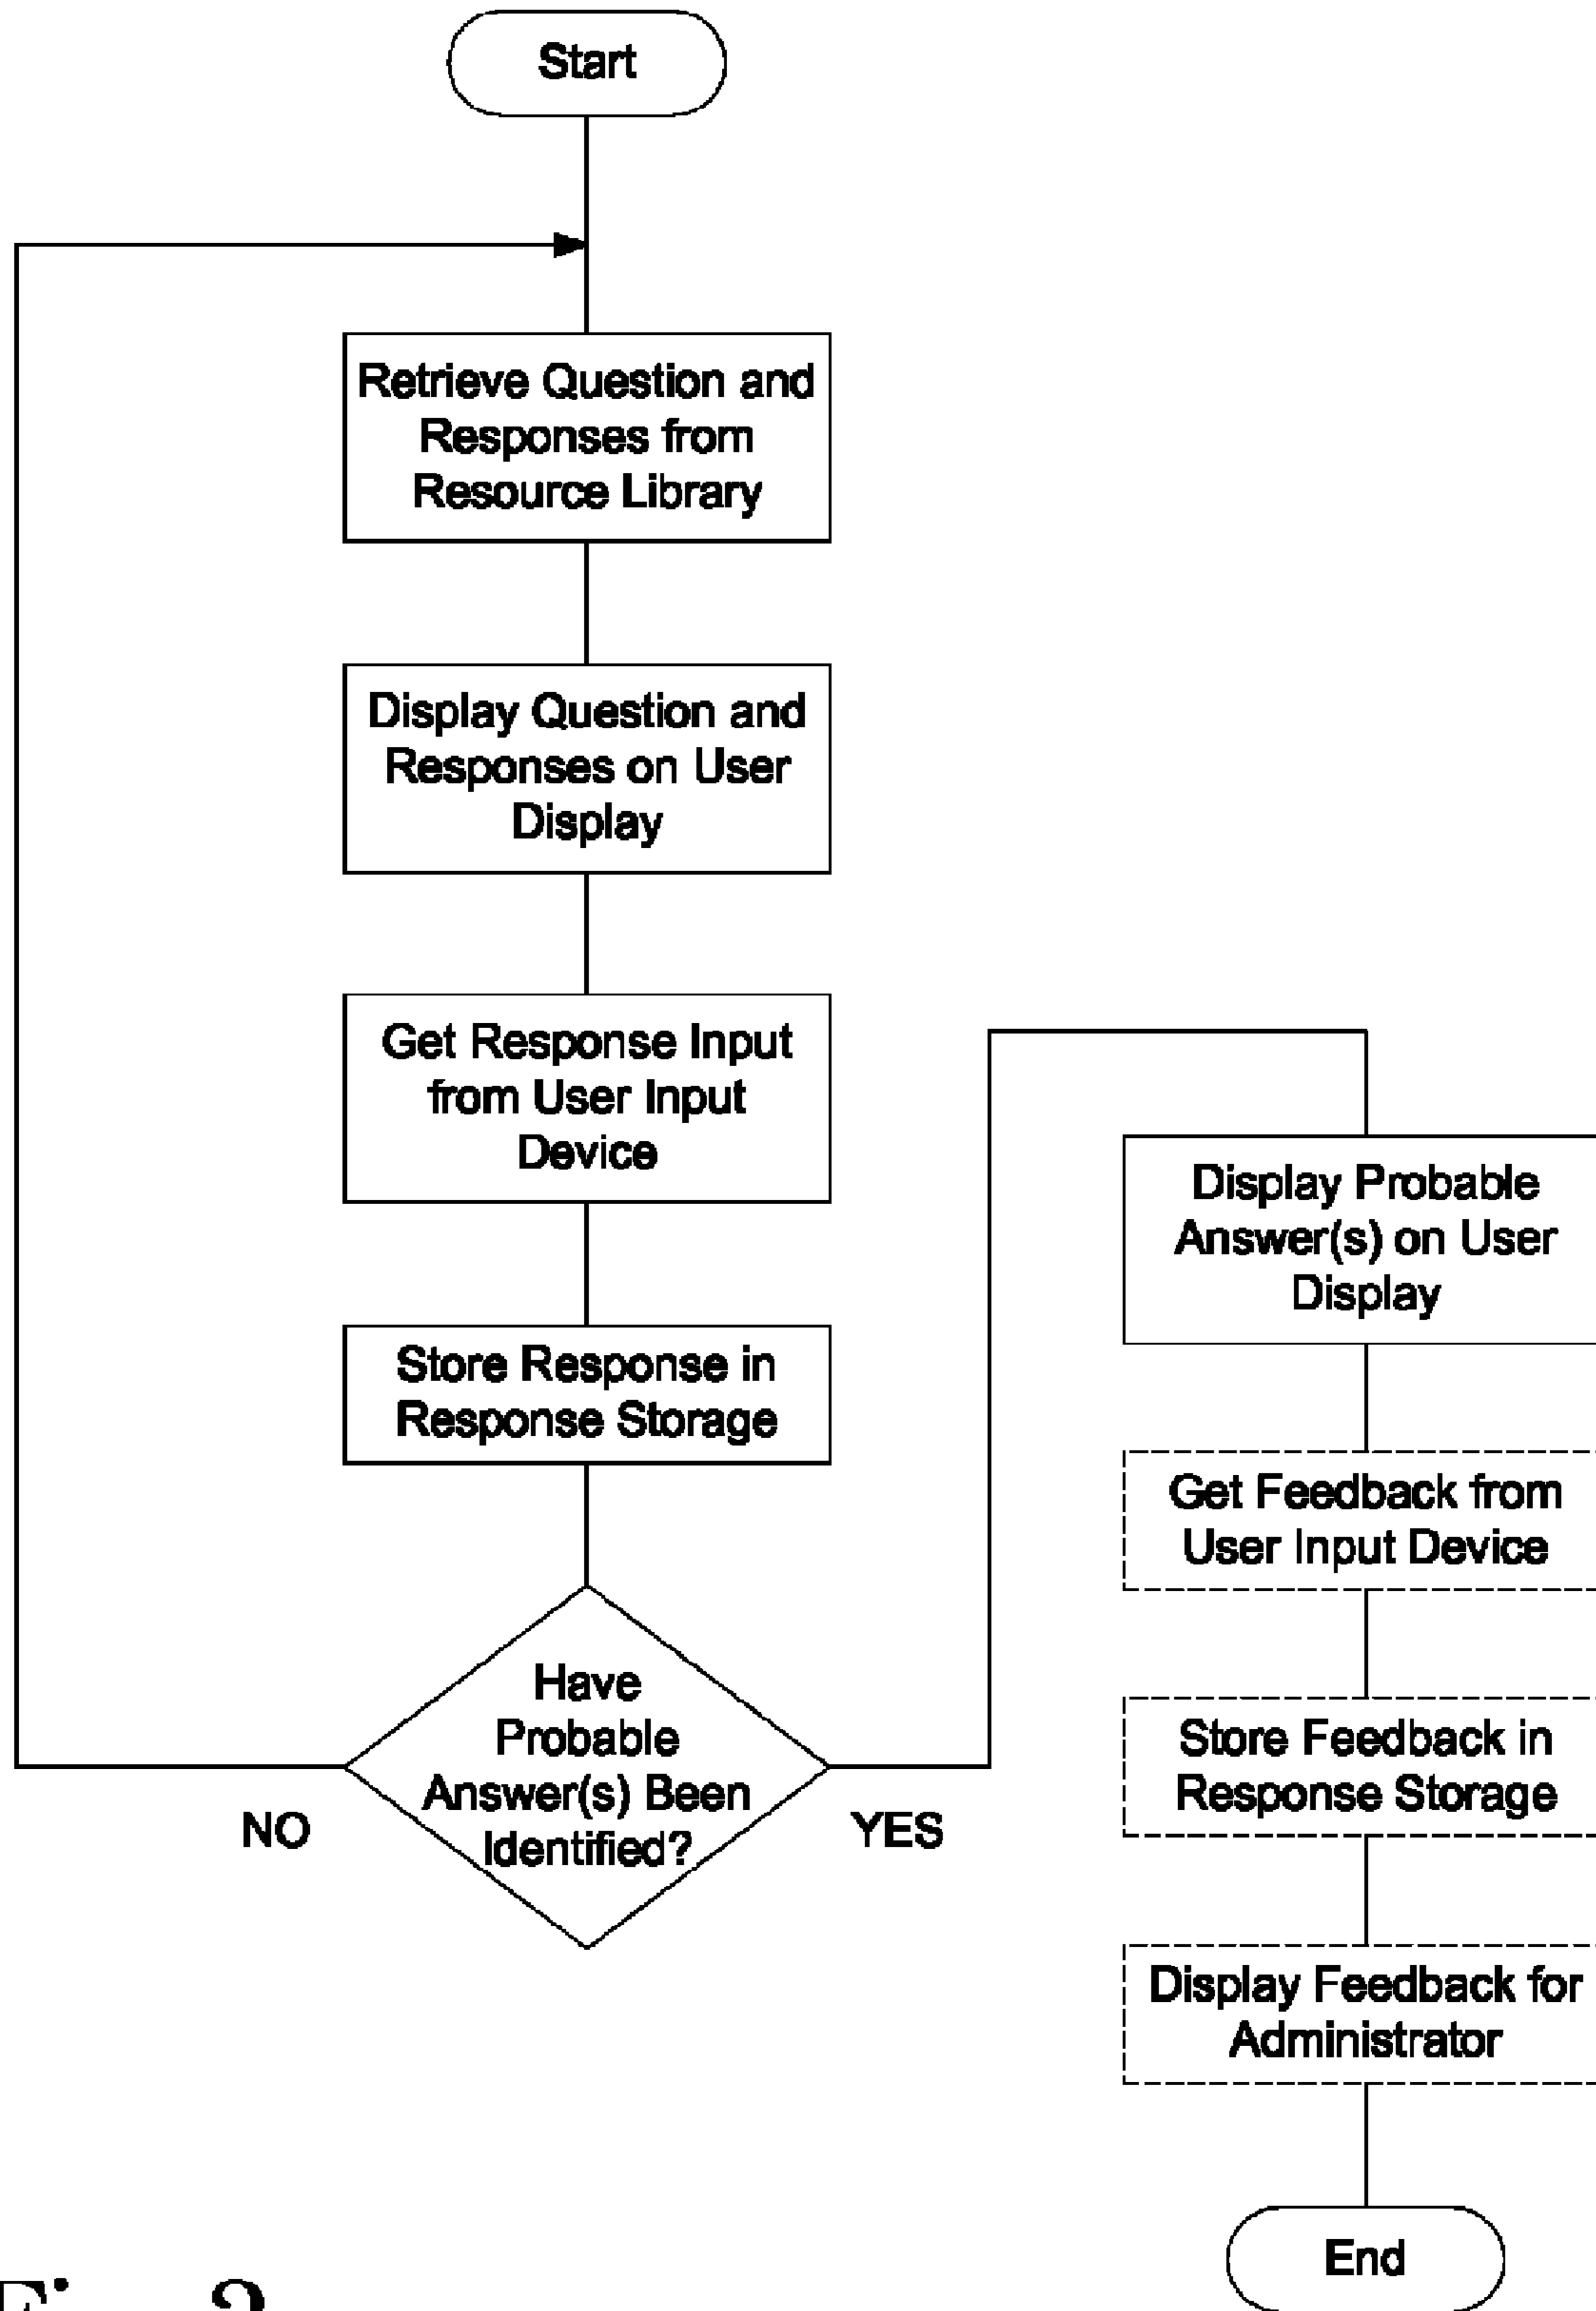 Start
Retrieve Question and
Responses from
Resource Library
Display Question and
Responses on User
Display
Get Response Input
from User Input
Device
Store Response in
Response Storage
Have
Probable
Answer(s) Been
Identified?
NO
YES
Display Probable
Answer(s) on User
Display
Get Feedback from
User Input Device
Store Feedback in
Response Storage
Display Feedback for
Administrator
End